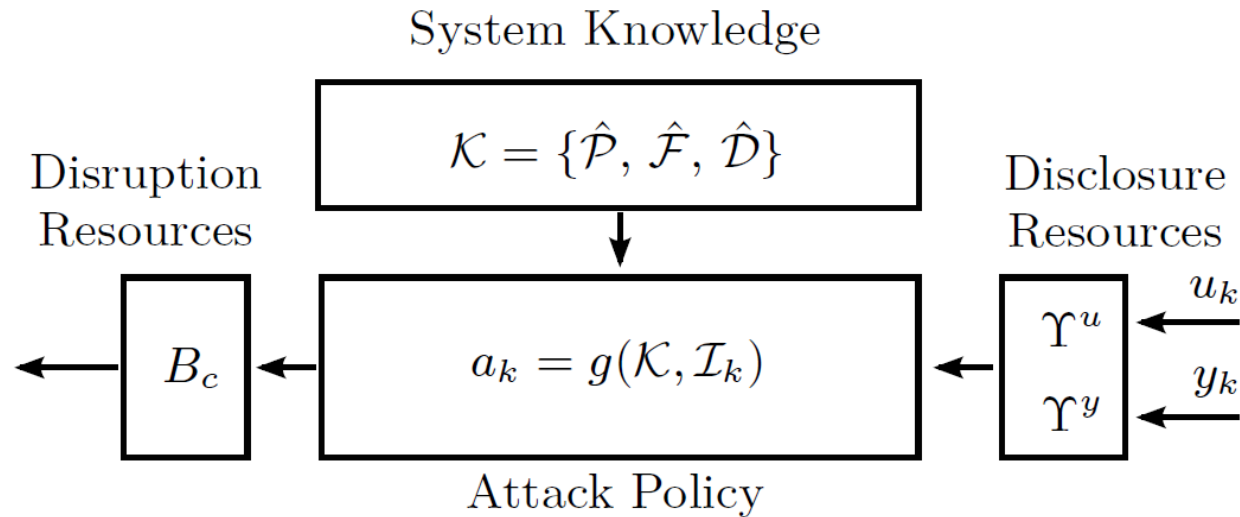 System Knowledge
𝒦 = {𝒫̂, ℱ̂, 𝒟̂}
Disruption
Resources
Disclosure
Resources
B_c
a_k = g(𝒦, ℐ_k)
Υ^u
Υ^y
u_k
y_k
Attack Policy